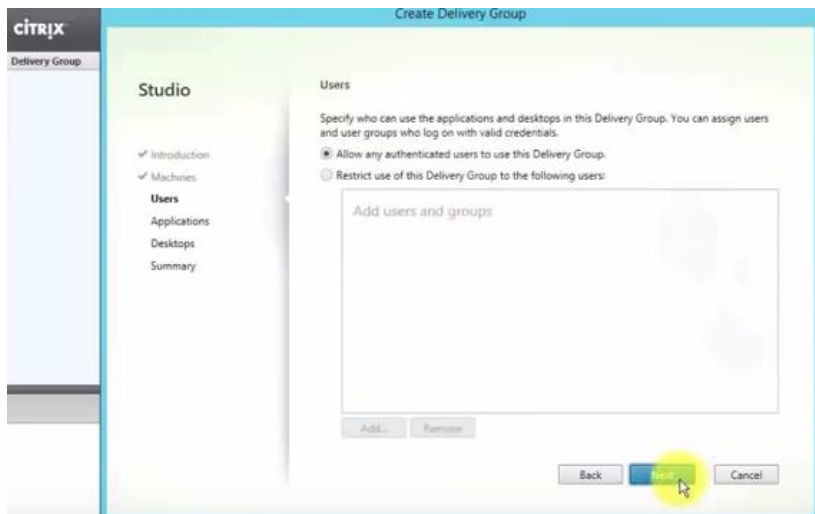 Create Delivery Group
CITRIX
Delivery Group
Studio
Introduction
Machines
Users
Applications
Desktops
Summary
Users
Specify who can use the applications and desktops in this Delivery Group. You can assign users
and user groups who log on with valid credentials.
Allow any authenticated users to use this Delivery Group.
Restrict use of this Delivery Group to the following users:
Add users and groups
Add...
Remove
Back
Next
Cancel